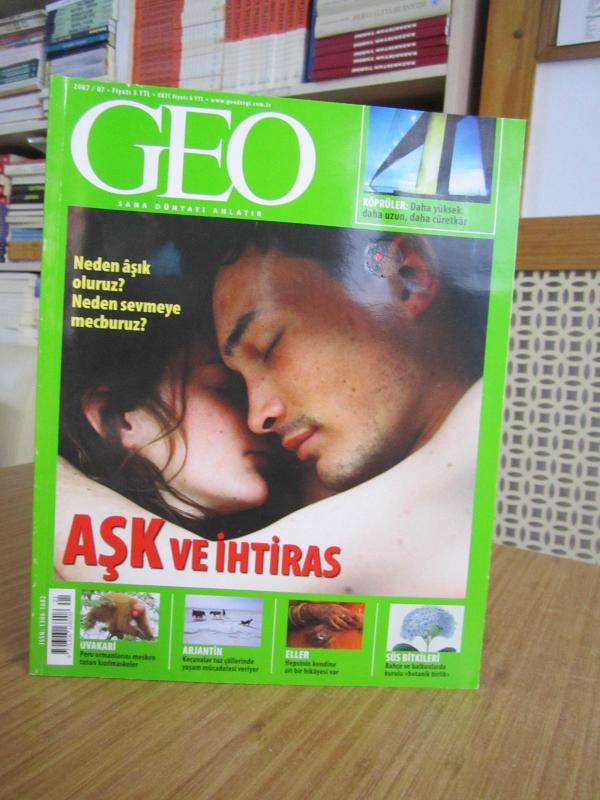 2007 / 07 • Fiyatı 5 YTL • KKTC Fiyatı 6 YTL • www.geodergi.com.tr
GEO
SANA DÜNYAYI ANLATIR
KÖPRÜLER: Daha yüksek,
daha uzun, daha cüretkâr
Neden âşık
oluruz?
Neden sevmeye
mecburuz?
AŞK VE İHTİRAS
UVAKARİ
Peru ormanlarını mesken
tutan kızılmaskeler
ARJANTİN
Keçuvalar tuz çöllerinde
yaşam mücadelesi veriyor
ELLER
Hepsinin kendine
ait bir hikâyesi var
SÜS BİTKİLERİ
Bahçe ve balkonlarda
kurulu «botanik birlik»